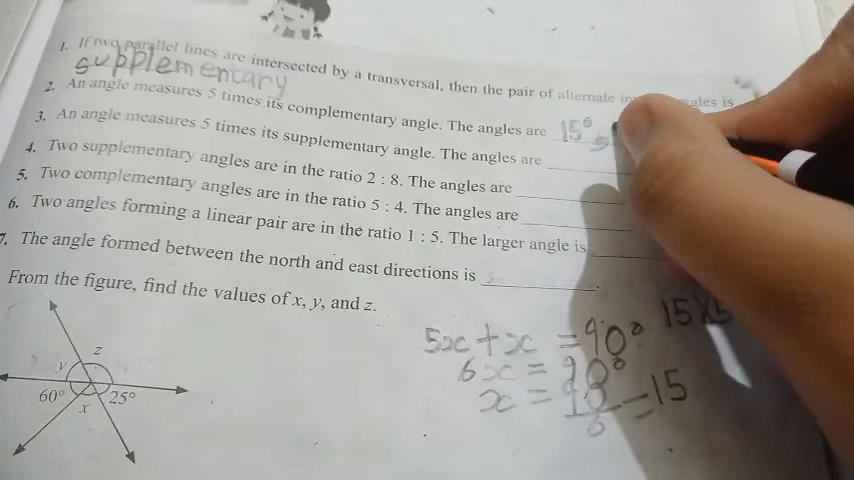 1. If two parallel lines are intersected by a transversal, then the pair of alternate angles is
supplementary
2. An angle measures 5 times its complementary angle. The angles are 15°
3. An angle measures 5 times its supplementary angle. The angles are
4. Two supplementary angles are in the ratio 2 : 8. The angles are
5. Two complementary angles are in the ratio 5 : 4. The angles are
6. Two angles forming a linear pair are in the ratio 1 : 5. The larger angle is
7. The angle formed between the north and east directions is
From the figure, find the values of x, y, and z.
z
y
60°
25°
x
5x + x = 90°
15x5
6x = 90°
x = 90 = 15
6